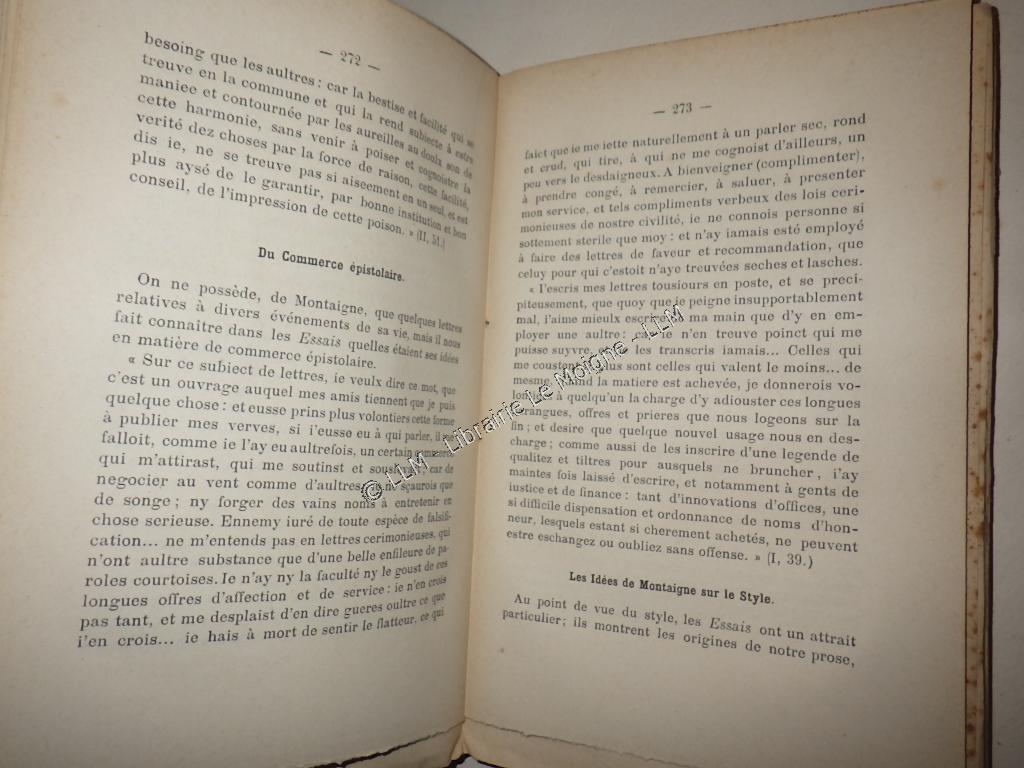 — 272 —
besoing que les aultres : car la bestise et facilité qui se
treuve en la commune et qui la rend subiecte à estre
maniee et contournée par les aureilles au doulx son de
cette harmonie, sans venir à poiser et cognoistre la
verité dez choses par la force de raison, cette facilité,
dis ie, ne se treuve pas si aiseement en un seul, et est
plus aysé de le garantir, par bonne institution et bon
conseil, de l'impression de cette poison. » (II, 51.)
Du Commerce épistolaire.
On ne possède, de Montaigne, que quelques lettres
relatives à divers événements de sa vie, mais il nous
fait connaître dans les Essais quelles étaient ses idées
en matière de commerce épistolaire.
« Sur ce subiect de lettres, ie veulx dire ce mot, que
c'est un ouvrage auquel mes amis tiennent que je puis
quelque chose : et eusse prins plus volontiers cette forme
à publier mes verves, si i'eusse eu à qui parler, il me
falloit, comme ie l'ay eu aultrefois, un certain commerce
qui m'attirast, qui me soutinst et souslevast; car de
negocier au vent comme d'aultres, ie ne sçaurois que
de songe ; ny forger des vains noms à entretenir en
chose serieuse. Ennemy iuré de toute espèce de falsifi-
cation... ne m'entends pas en lettres cerimonieuses, qui
n'ont aultre substance que d'une belle enfileure de pa-
roles courtoises. Ie n'ay ny la faculté ny le goust de ces
longues offres d'affection et de service : ie n'en crois
pas tant, et me desplaist d'en dire gueres oultre ce que
i'en crois... ie hais à mort de sentir le flatteur, ce qui
— 273 —
faict que ie me iette naturellement à un parler sec, rond
et crud, qui tire, à qui ne me cognoist d'ailleurs, un
peu vers le desdaigneux. A bienveigner (complimenter),
à prendre congé, à remercier, à saluer, à presenter
mon service, et tels compliments verbeux des lois ceri-
monieuses de nostre civilité, ie ne connois personne si
sottement sterile que moy : et n'ay iamais esté employé
à faire des lettres de faveur et recommandation, que
celuy pour qui c'estoit n'aye treuvées seches et lasches.
« I'escris mes lettres tousiours en poste, et se preci-
piteusement, que quoy que ie peigne insupportablement
mal, i'aime mieulx escrire de ma main que d'y en em-
ployer une aultre : car ie n'en treuve poinct qui me
puisse suyvre, et ne les transcris iamais... Celles qui
me coustent le plus sont celles qui valent le moins... de
mesme, quand la matiere est achevée, je donnerois vo-
lontiers à quelqu'un la charge d'y adiouster ces longues
harangues, offres et prieres que nous logeons sur la
fin ; et desire que quelque nouvel usage nous en des-
charge ; comme aussi de les inscrire d'une legende de
qualitez et tiltres pour ausquels ne bruncher, i'ay
maintes fois laissé d'escrire, et notamment à gents de
iustice et de finance : tant d'innovations d'offices, une
si difficile dispensation et ordonnance de noms d'hon-
neur, lesquels estant si cherement achetés, ne peuvent
estre eschangez ou oubliez sans offense. » (I, 39.)
Les Idées de Montaigne sur le Style.
Au point de vue du style, les Essais ont un attrait
particulier ; ils montrent les origines de notre prose,
© LLM - Librairie Le Moigne - LLM